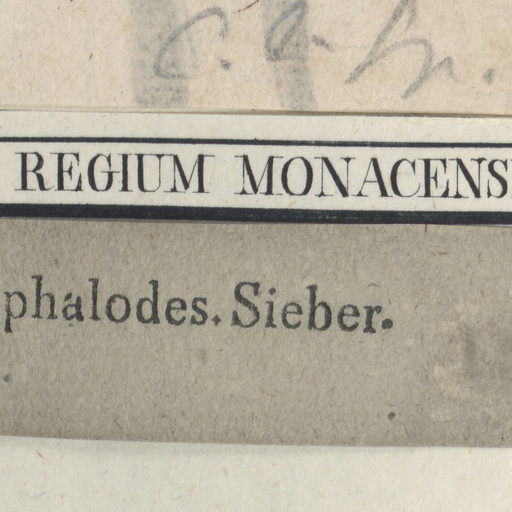 REGIUM MONACENS
phalodes. Sieber.